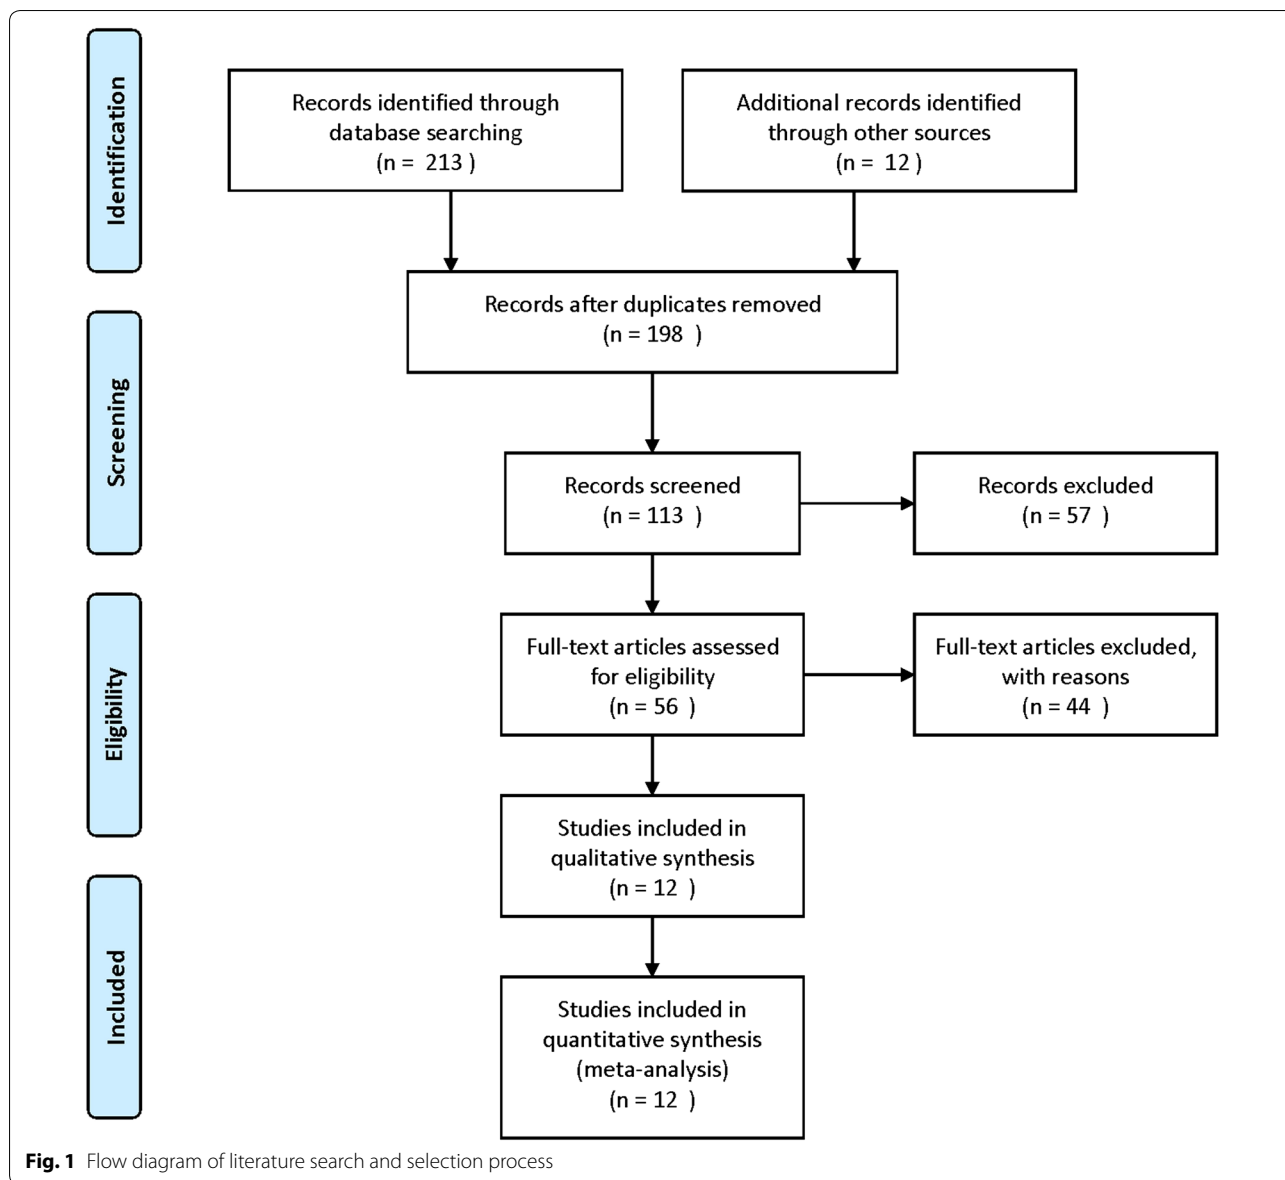 Identification
Records identified through
database searching
(n = 213 )
Additional records identified
through other sources
(n = 12 )
Records after duplicates removed
(n = 198 )
Screening
Records screened
(n = 113 )
Records excluded
(n = 57 )
Eligibility
Full-text articles assessed
for eligibility
(n = 56 )
Full-text articles excluded,
with reasons
(n = 44 )
Studies included in
qualitative synthesis
(n = 12 )
Included
Studies included in
quantitative synthesis
(meta-analysis)
(n = 12 )
Fig. 1 Flow diagram of literature search and selection process